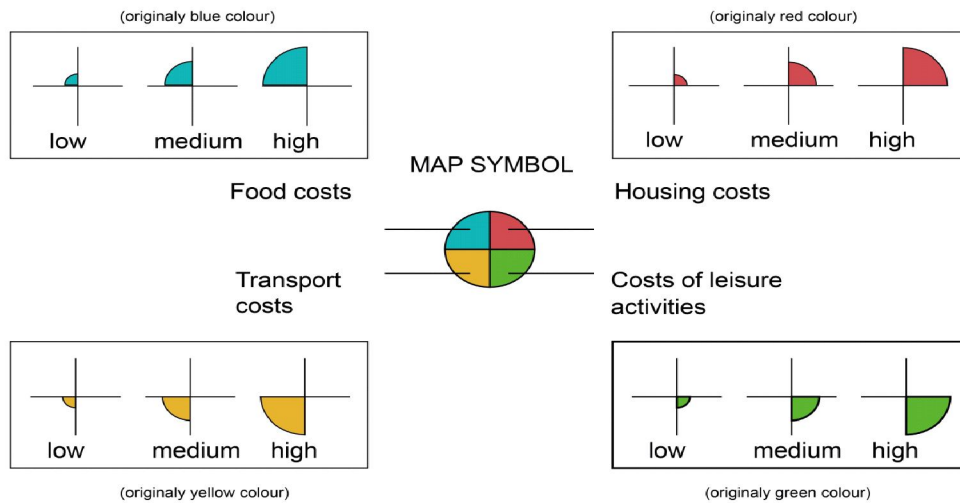 (originaly blue colour)
(originaly red colour)
low medium high
low medium high
MAP SYMBOL
Food costs
Housing costs
Transport
costs
Costs of leisure
activities
low medium high
low medium high
(originaly yellow colour)
(originaly green colour)